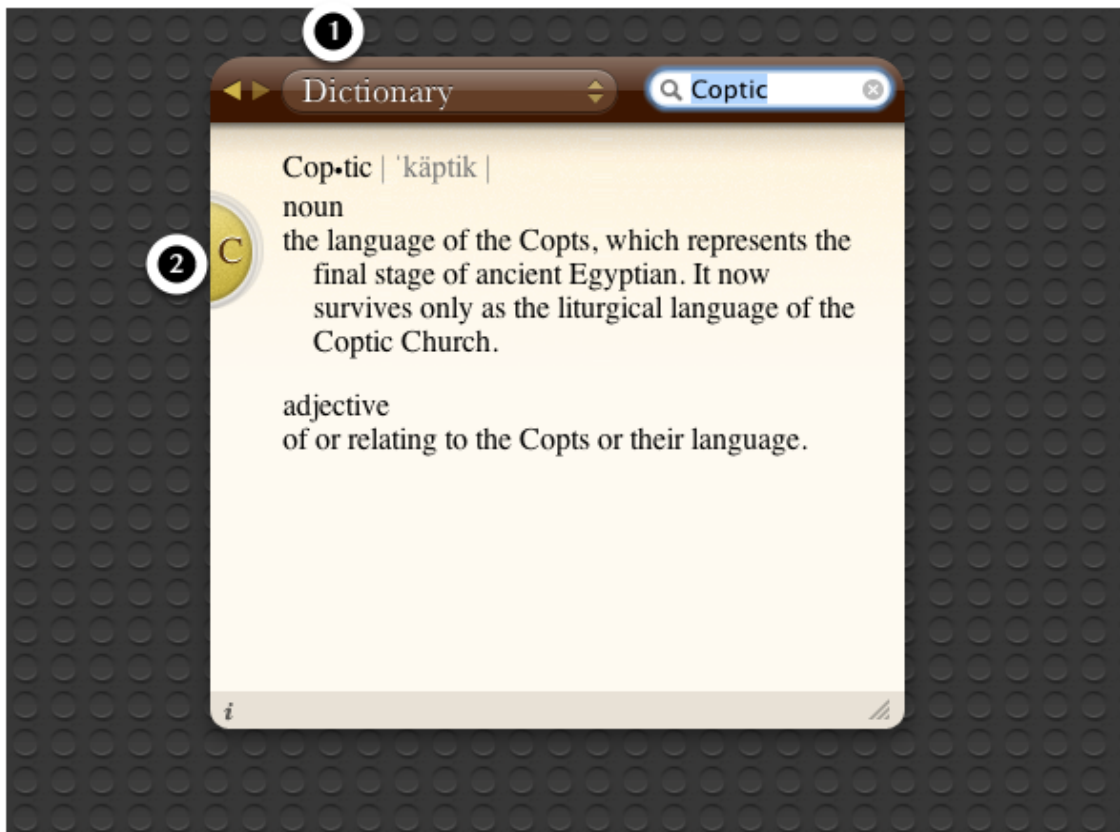 1
Dictionary Coptic
Cop•tic | ˈkäptik |
noun
the language of the Copts, which represents the
2 C
final stage of ancient Egyptian. It now
survives only as the liturgical language of the
Coptic Church.
adjective
of or relating to the Copts or their language.
i